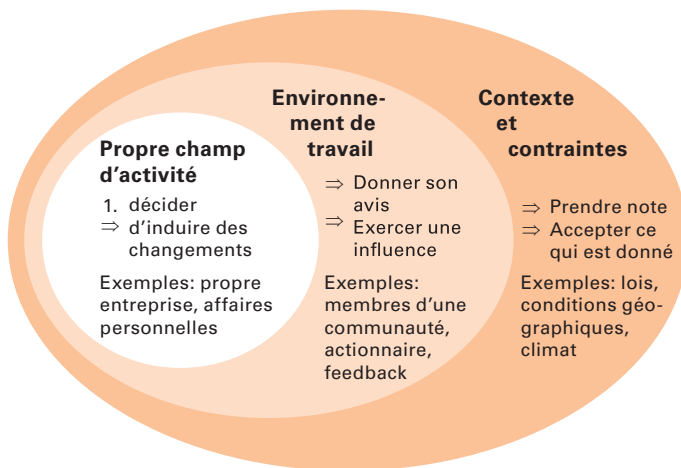 Propre champ
d'activité
1. décider
⇒ d'induire des
changements
Exemples: propre
entreprise, affaires
personnelles
Environne-
ment de
travail
⇒ Donner son
avis
⇒ Exercer une
influence
Exemples:
membres d'une
communauté,
actionnaire,
feedback
Contexte
et
contraintes
⇒ Prendre note
⇒ Accepter ce
qui est donné
Exemples: lois,
conditions géo-
graphiques,
climat